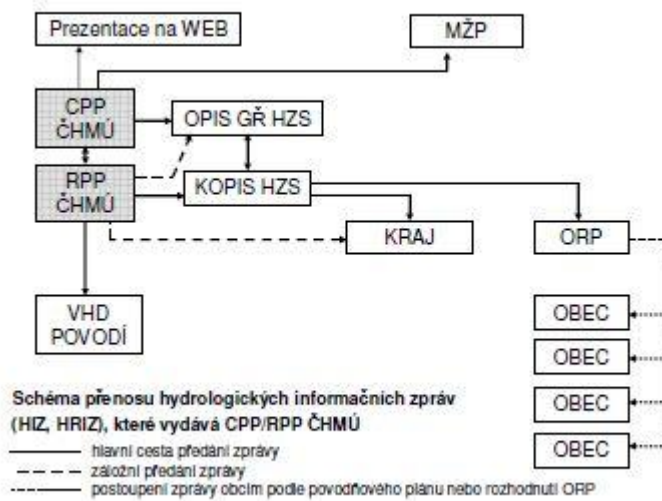 Prezentace na WEB
MŽP
CPP
ČHMÚ
OPIS GŘ HZS
RPP
ČHMÚ
KOPIS HZS
KRAJ
ORP
VHD
POVODÍ
OBEC
OBEC
OBEC
OBEC
Schéma přenosu hydrologických informačních zpráv
(HIZ, HRIZ), které vydává CPP/RPP ČHMÚ
hlavní cesta předání zprávy
záložní předání zprávy
postoupení zprávy obcím podle povodňového plánu nebo rozhodnutí ORP